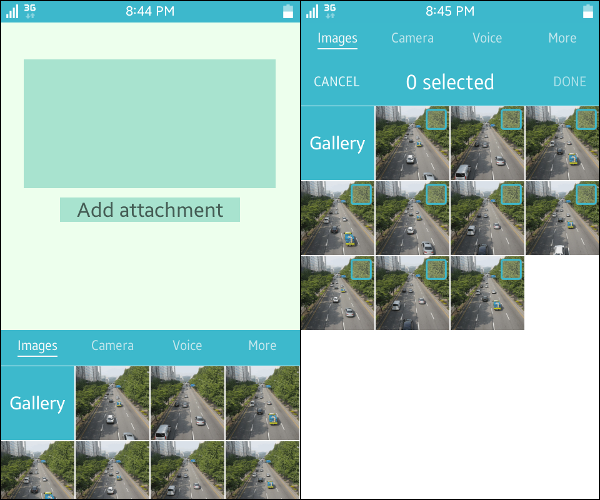 3G 8:44 PM
Add attachment
Images Camera Voice More
Gallery
3G 8:45 PM
Images Camera Voice More
CANCEL 0 selected DONE
Gallery